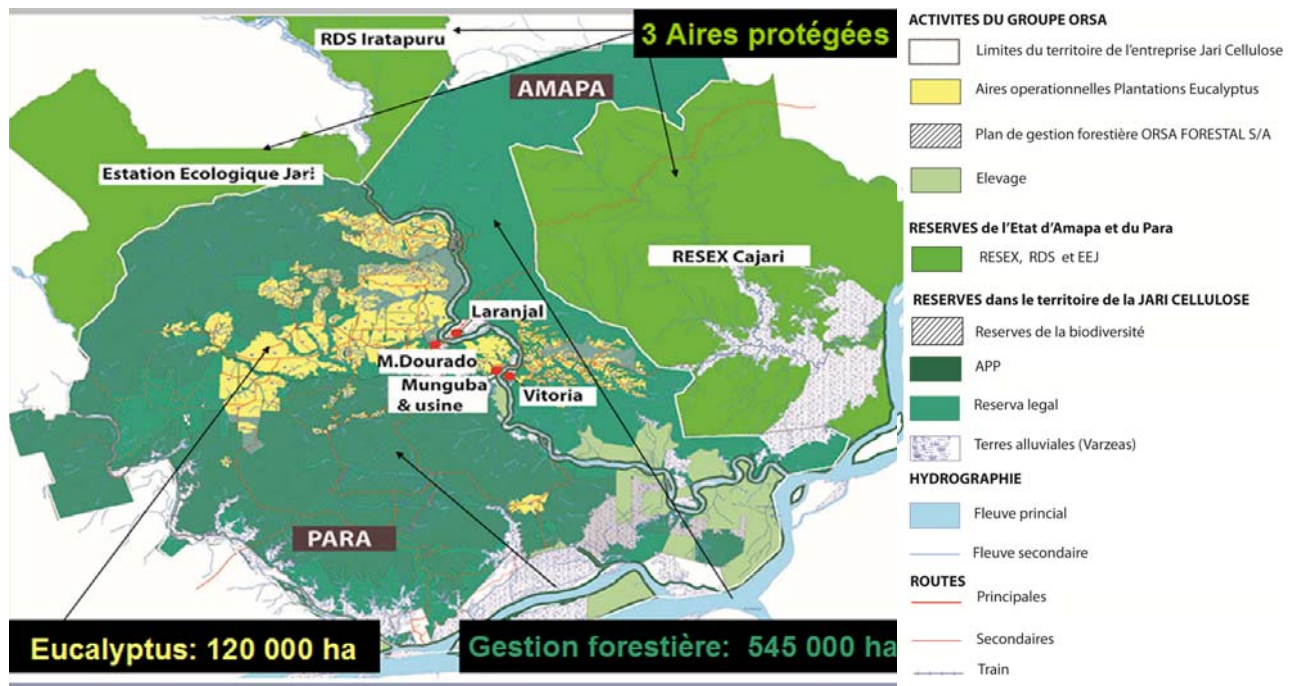 3 Aires protégées
RDS Iratapuru
AMAPA
Estation Ecologique Jari
RESEX Cajari
Laranjal
M.Dourado
Munguba
& usine
Vitoria
PARA
Eucalyptus: 120 000 ha
Gestion forestière: 545 000 ha
ACTIVITES DU GROUPE ORSA
Limites du territoire de l'entreprise Jari Cellulose
Aires operationnelles Plantations Eucalyptus
Plan de gestion forestière ORSA FORESTAL S/A
Elevage
RESERVES de l'Etat d'Amapa et du Para
RESEX, RDS et EEJ
RESERVES dans le territoire de la JARI CELLULOSE
Reserves de la biodiversité
APP
Reserva legal
Terres alluviales (Varzeas)
HYDROGRAPHIE
Fleuve princial
Fleuve secondaire
ROUTES
Principales
Secondaires
Train